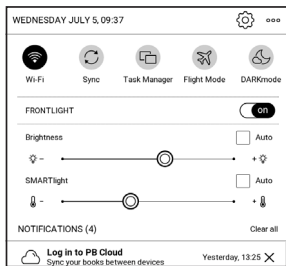 WEDNESDAY JULY 5, 09:37
Wi-Fi Sync Task Manager Flight Mode DARKmode
FRONTLIGHT on
Brightness Auto
SMARTlight Auto
NOTIFICATIONS (4) Clear all
Log in to PB Cloud
Sync your books between devices
Yesterday, 13:25